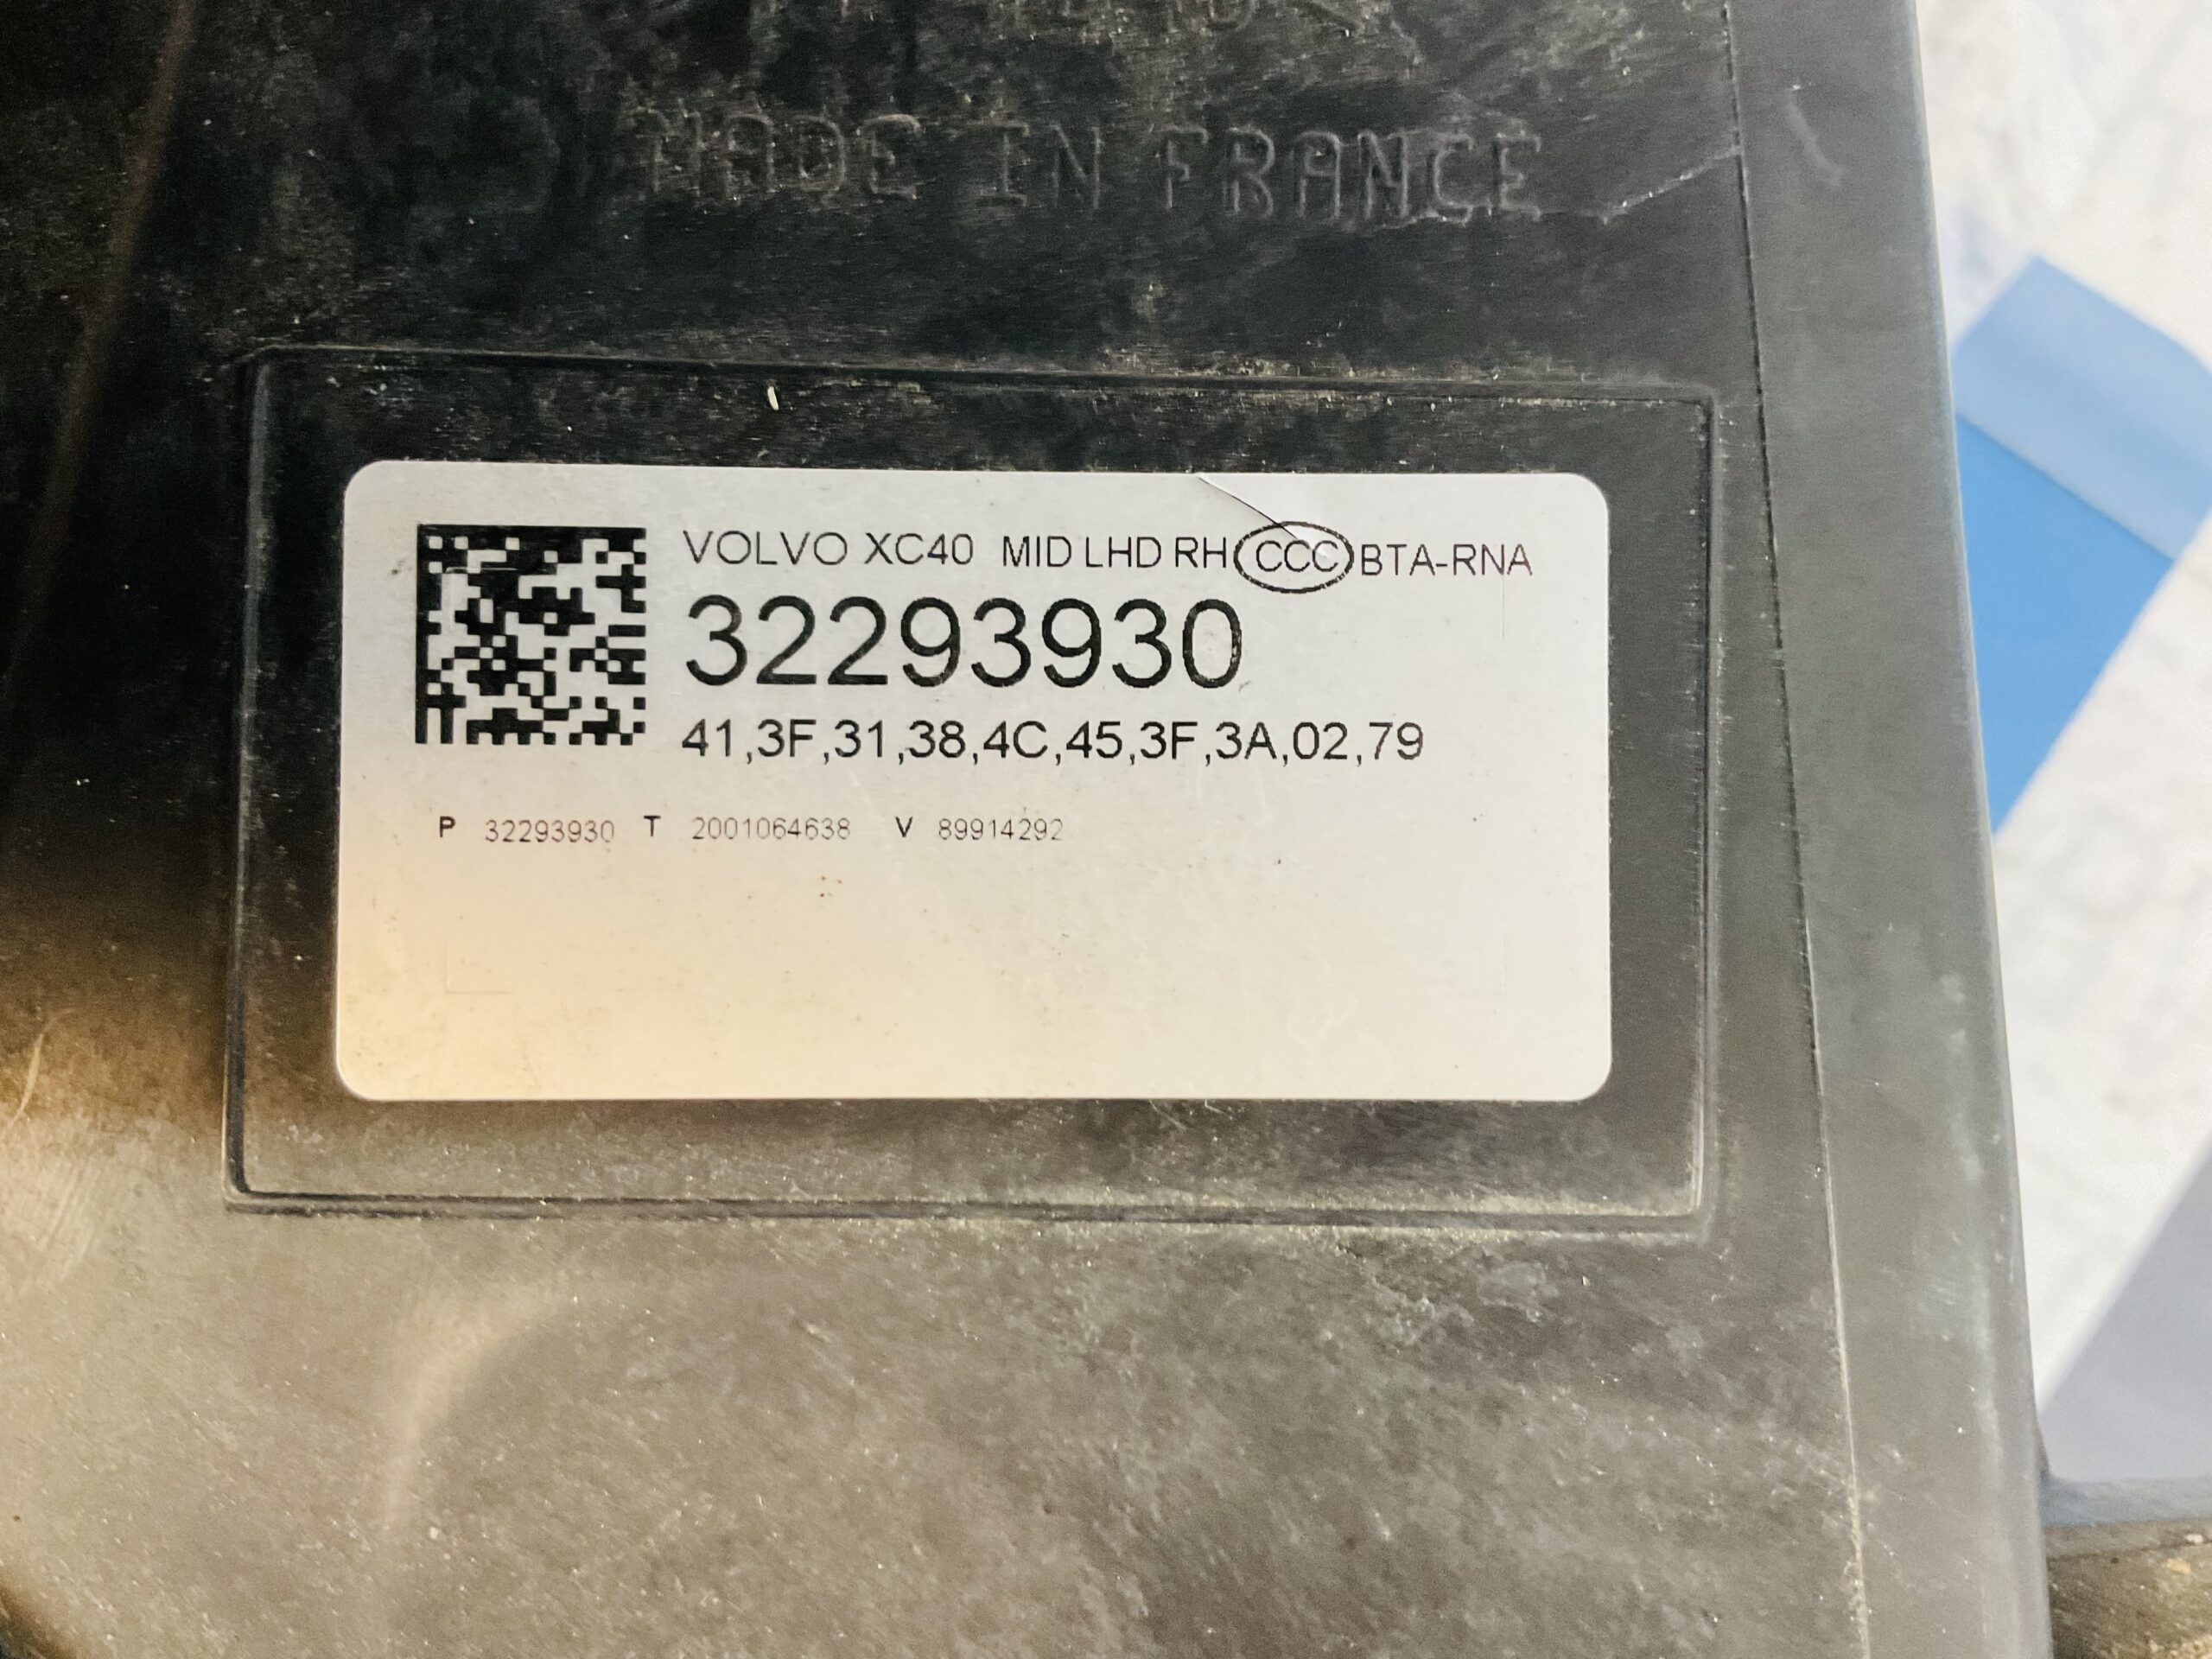 MADE IN FRANCE
VOLVO XC40 MID LHD RH CCC BTA-RNA
32293930
41,3F,31,38,4C,45,3F,3A,02,79
P 32293930 T 2001064638 V 89914292